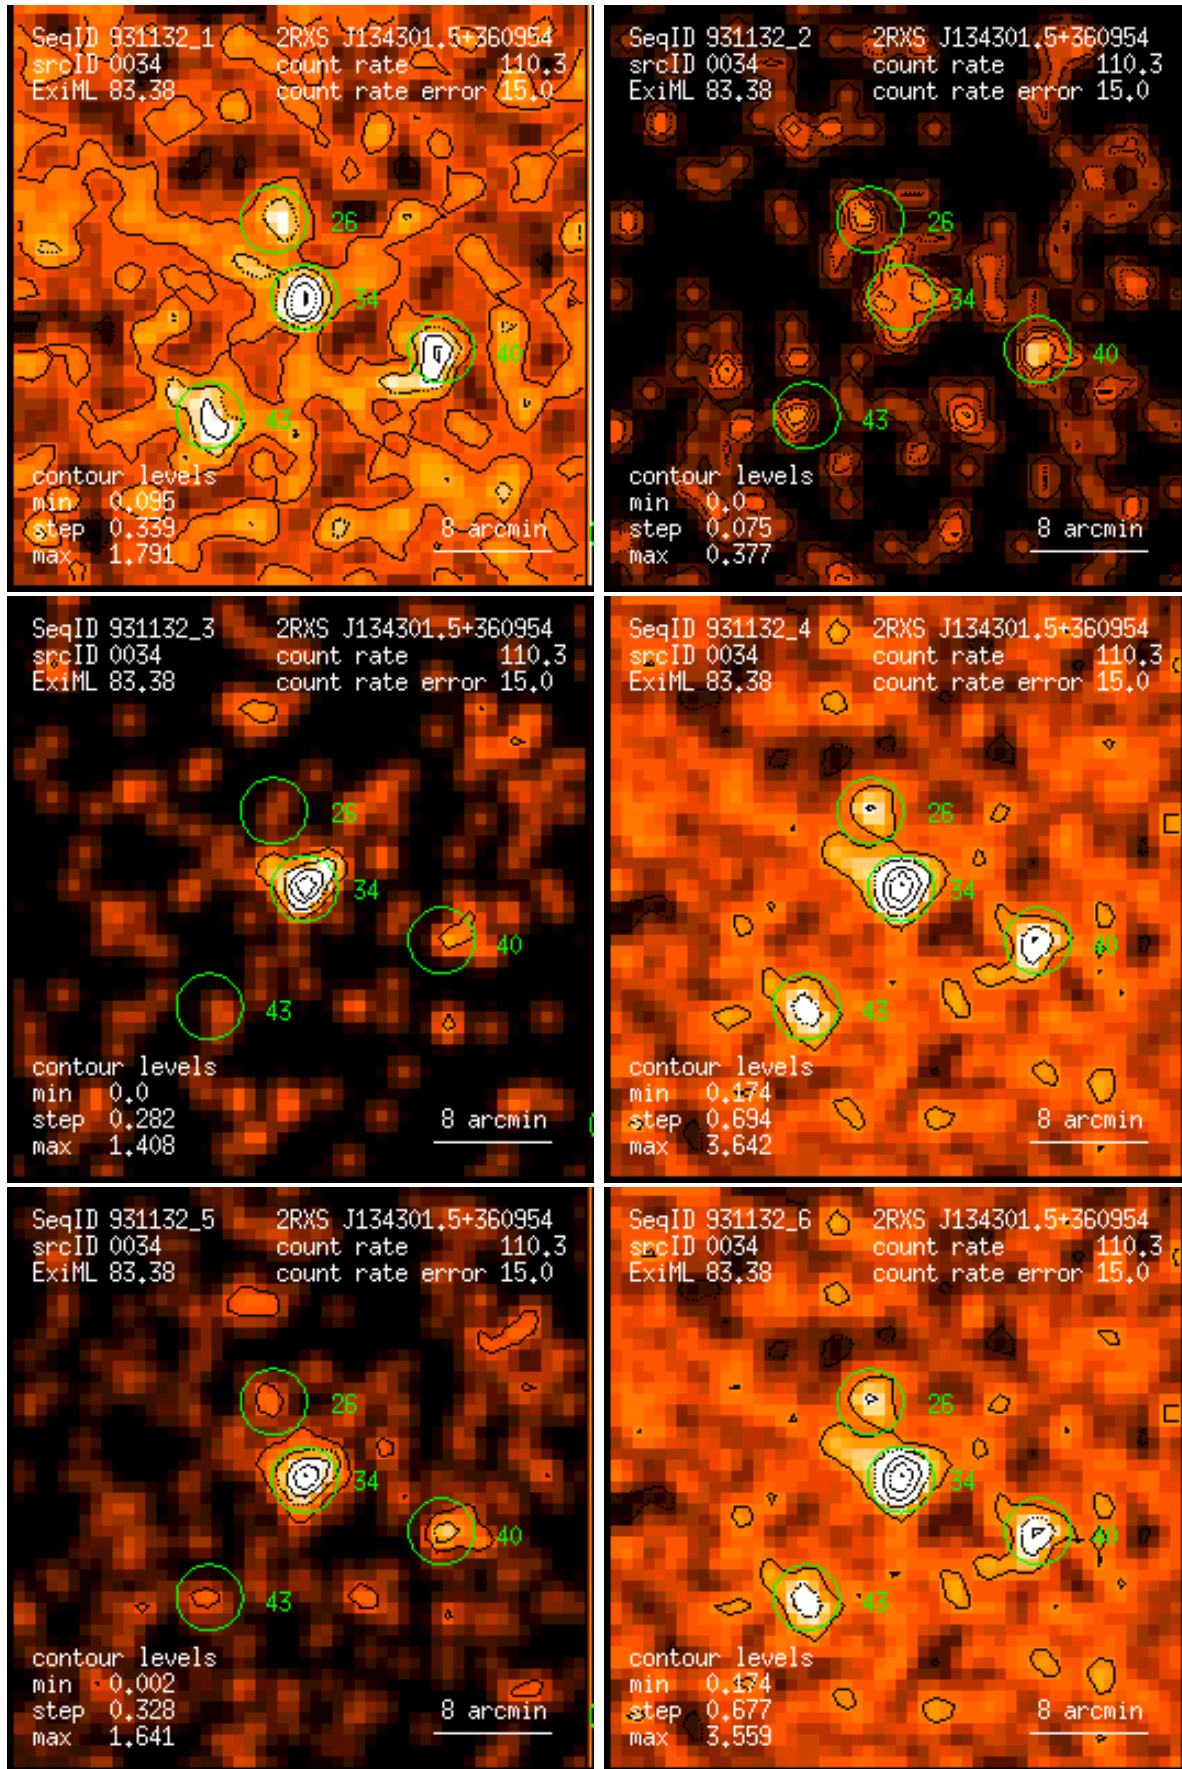 SeqID 931132_1 2RXS J134301.5+360954
srcID 0034 count rate 110.3
ExiML 83.38 count rate error 15.0
26
34
40
43
contour levels
min 0.095
step 0.339 8 arcmin
max 1.791
SeqID 931132_2 2RXS J134301.5+360954
srcID 0034 count rate 110.3
ExiML 83.38 count rate error 15.0
26
34
40
43
contour levels
min 0.0
step 0.075 8 arcmin
max 0.377
SeqID 931132_3 2RXS J134301.5+360954
srcID 0034 count rate 110.3
ExiML 83.38 count rate error 15.0
26
34
40
43
contour levels
min 0.0
step 0.282 8 arcmin
max 1.408
SeqID 931132_4 2RXS J134301.5+360954
srcID 0034 count rate 110.3
ExiML 83.38 count rate error 15.0
26
34
40
43
contour levels
min 0.174
step 0.694 8 arcmin
max 3.642
SeqID 931132_5 2RXS J134301.5+360954
srcID 0034 count rate 110.3
ExiML 83.38 count rate error 15.0
26
34
40
43
contour levels
min 0.002
step 0.328 8 arcmin
max 1.641
SeqID 931132_6 2RXS J134301.5+360954
srcID 0034 count rate 110.3
ExiML 83.38 count rate error 15.0
26
34
40
43
contour levels
min 0.174
step 0.677 8 arcmin
max 3.559